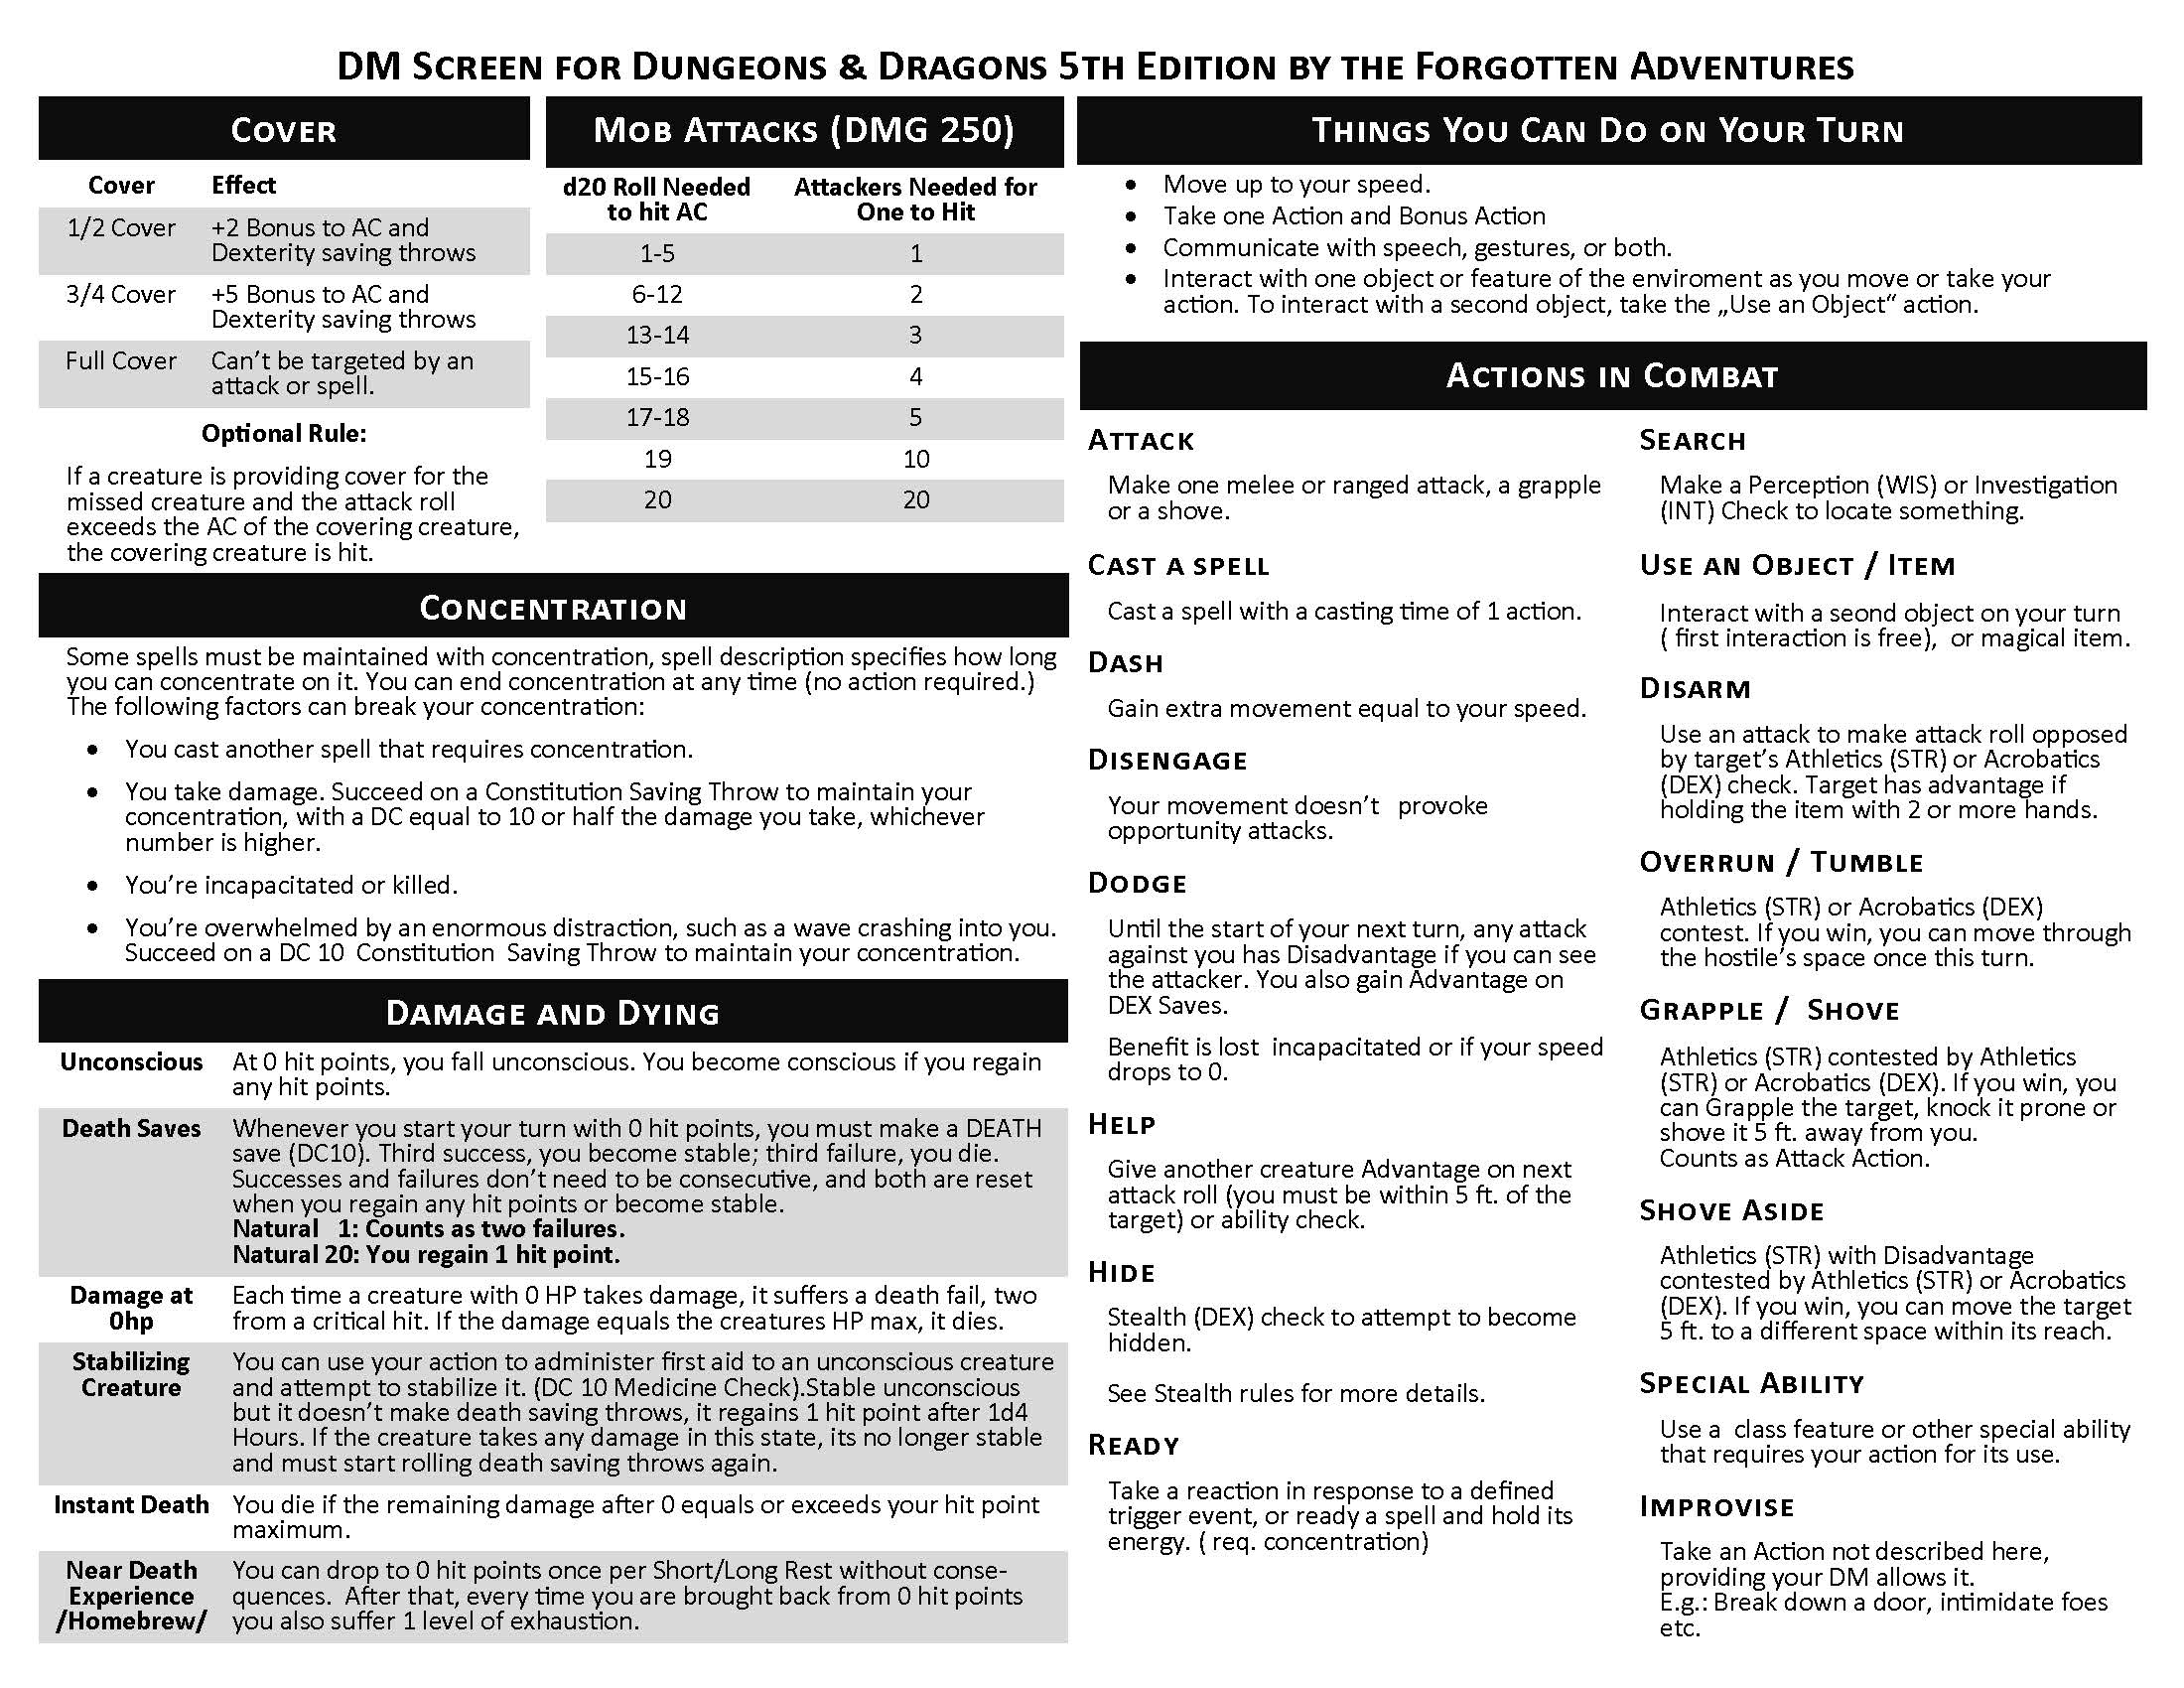 DM Screen for Dungeons & Dragons 5th Edition by the Forgotten Adventures
Cover
Cover Effect
1/2 Cover +2 Bonus to AC and
Dexterity saving throws
3/4 Cover +5 Bonus to AC and
Dexterity saving throws
Full Cover Can't be targeted by an
attack or spell.
Optional Rule:
If a creature is providing cover for the
missed creature and the attack roll
exceeds the AC of the covering creature,
the covering creature is hit.
Mob Attacks (DMG 250)
d20 Roll Needed Attackers Needed for
to hit AC One to Hit
1-5 1
6-12 2
13-14 3
15-16 4
17-18 5
19 10
20 20
Concentration
Some spells must be maintained with concentration, spell description specifies how long
you can concentrate on it. You can end concentration at any time (no action required.)
The following factors can break your concentration:
• You cast another spell that requires concentration.
• You take damage. Succeed on a Constitution Saving Throw to maintain your
concentration, with a DC equal to 10 or half the damage you take, whichever
number is higher.
• You're incapacitated or killed.
• You're overwhelmed by an enormous distraction, such as a wave crashing into you.
Succeed on a DC 10 Constitution Saving Throw to maintain your concentration.
Damage and Dying
Unconscious At 0 hit points, you fall unconscious. You become conscious if you regain
any hit points.
Death Saves Whenever you start your turn with 0 hit points, you must make a DEATH
save (DC10). Third success, you become stable; third failure, you die.
Successes and failures don't need to be consecutive, and both are reset
when you regain any hit points or become stable.
Natural 1: Counts as two failures.
Natural 20: You regain 1 hit point.
Damage at Each time a creature with 0 HP takes damage, it suffers a death fail, two
0hp from a critical hit. If the damage equals the creatures HP max, it dies.
Stabilizing You can use your action to administer first aid to an unconscious creature
Creature and attempt to stabilize it. (DC 10 Medicine Check).Stable unconscious
but it doesn't make death saving throws, it regains 1 hit point after 1d4
Hours. If the creature takes any damage in this state, its no longer stable
and must start rolling death saving throws again.
Instant Death You die if the remaining damage after 0 equals or exceeds your hit point
maximum.
Near Death You can drop to 0 hit points once per Short/Long Rest without conse-
Experience quences. After that, every time you are brought back from 0 hit points
/Homebrew/ you also suffer 1 level of exhaustion.
Things You Can Do on Your Turn
• Move up to your speed.
• Take one Action and Bonus Action
• Communicate with speech, gestures, or both.
• Interact with one object or feature of the enviroment as you move or take your
action. To interact with a second object, take the „Use an Object“ action.
Actions in Combat
Attack
Make one melee or ranged attack, a grapple
or a shove.
Cast a spell
Cast a spell with a casting time of 1 action.
Dash
Gain extra movement equal to your speed.
Disengage
Your movement doesn't provoke
opportunity attacks.
Dodge
Until the start of your next turn, any attack
against you has Disadvantage if you can see
the attacker. You also gain Advantage on
DEX Saves.
Benefit is lost incapacitated or if your speed
drops to 0.
Help
Give another creature Advantage on next
attack roll (you must be within 5 ft. of the
target) or ability check.
Hide
Stealth (DEX) check to attempt to become
hidden.
See Stealth rules for more details.
Ready
Take a reaction in response to a defined
trigger event, or ready a spell and hold its
energy. ( req. concentration)
Search
Make a Perception (WIS) or Investigation
(INT) Check to locate something.
Use an Object / Item
Interact with a seond object on your turn
( first interaction is free), or magical item.
Disarm
Use an attack to make attack roll opposed
by target's Athletics (STR) or Acrobatics
(DEX) check. Target has advantage if
holding the item with 2 or more hands.
Overrun / Tumble
Athletics (STR) or Acrobatics (DEX)
contest. If you win, you can move through
the hostile's space once this turn.
Grapple / Shove
Athletics (STR) contested by Athletics
(STR) or Acrobatics (DEX). If you win, you
can Grapple the target, knock it prone or
shove it 5 ft. away from you.
Counts as Attack Action.
Shove Aside
Athletics (STR) with Disadvantage
contested by Athletics (STR) or Acrobatics
(DEX). If you win, you can move the target
5 ft. to a different space within its reach.
Special Ability
Use a class feature or other special ability
that requires your action for its use.
Improvise
Take an Action not described here,
providing your DM allows it.
E.g.: Break down a door, intimidate foes
etc.